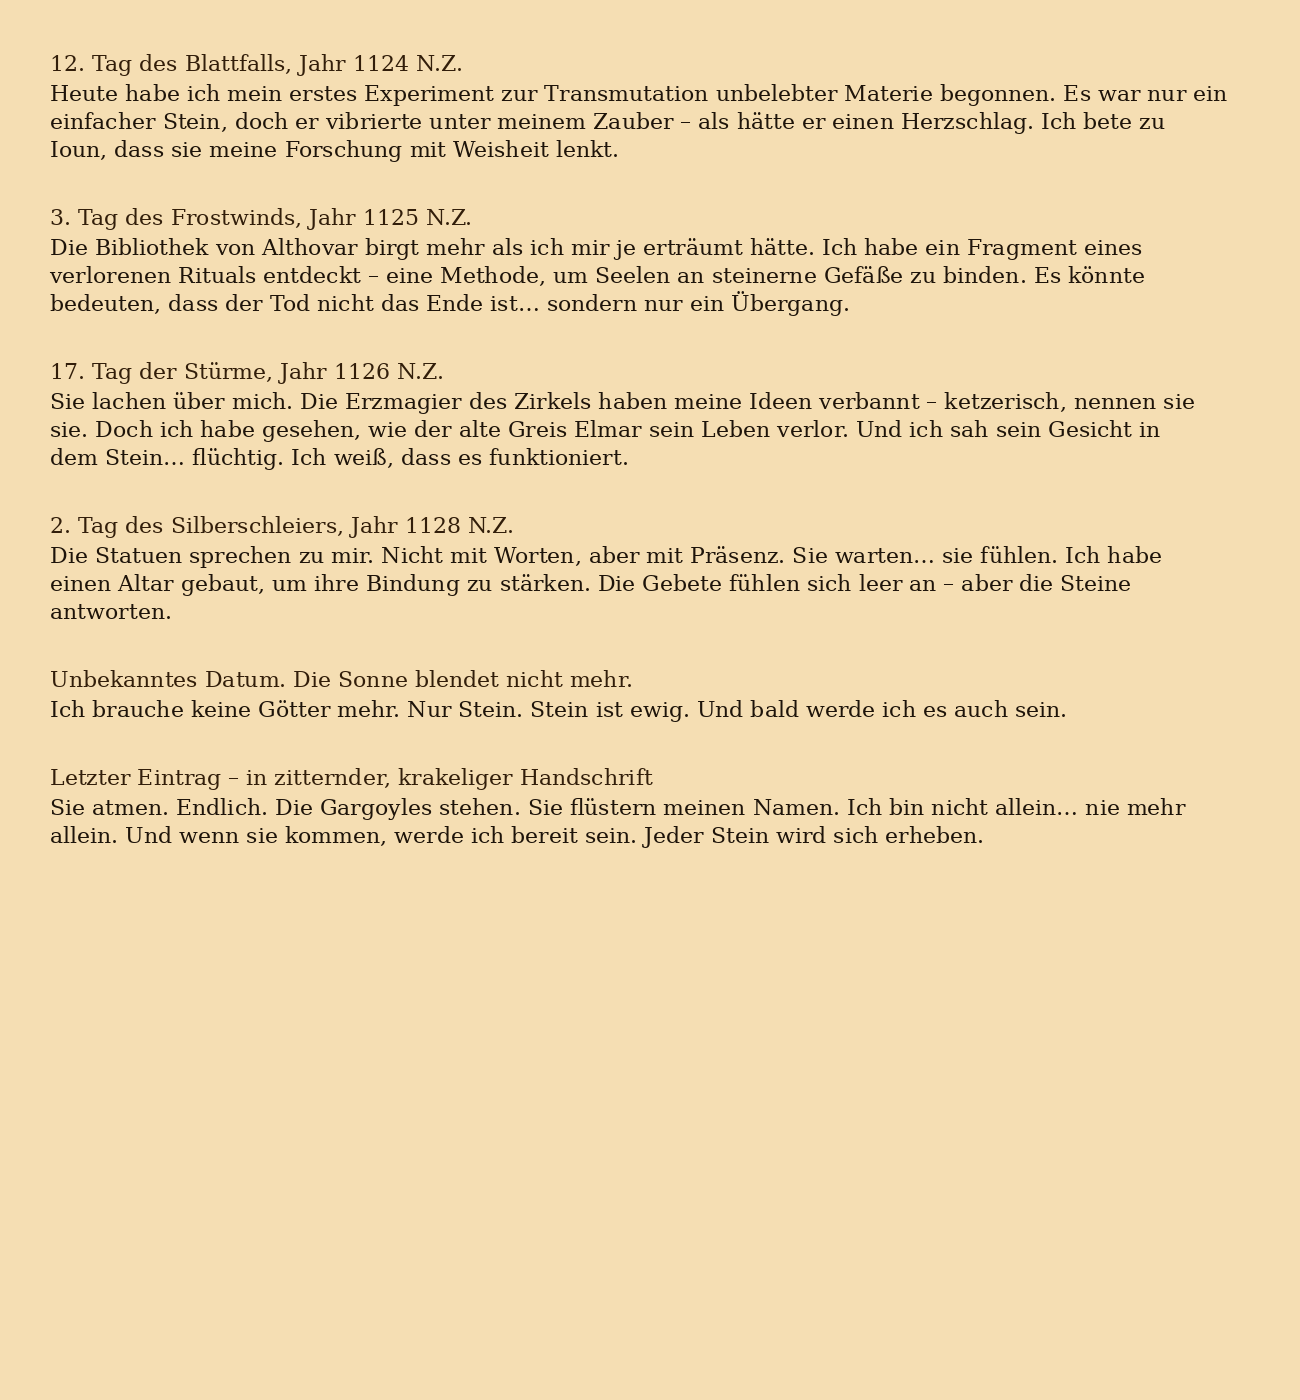 12. Tag des Blattfalls, Jahr 1124 N.Z.
Heute habe ich mein erstes Experiment zur Transmutation unbelebter Materie begonnen. Es war nur ein
einfacher Stein, doch er vibrierte unter meinem Zauber – als hätte er einen Herzschlag. Ich bete zu
Ioun, dass sie meine Forschung mit Weisheit lenkt.
3. Tag des Frostwinds, Jahr 1125 N.Z.
Die Bibliothek von Althovar birgt mehr als ich mir je erträumt hätte. Ich habe ein Fragment eines
verlorenen Rituals entdeckt – eine Methode, um Seelen an steinerne Gefäße zu binden. Es könnte
bedeuten, dass der Tod nicht das Ende ist… sondern nur ein Übergang.
17. Tag der Stürme, Jahr 1126 N.Z.
Sie lachen über mich. Die Erzmagier des Zirkels haben meine Ideen verbannt – ketzerisch, nennen sie
sie. Doch ich habe gesehen, wie der alte Greis Elmar sein Leben verlor. Und ich sah sein Gesicht in
dem Stein… flüchtig. Ich weiß, dass es funktioniert.
2. Tag des Silberschleiers, Jahr 1128 N.Z.
Die Statuen sprechen zu mir. Nicht mit Worten, aber mit Präsenz. Sie warten… sie fühlen. Ich habe
einen Altar gebaut, um ihre Bindung zu stärken. Die Gebete fühlen sich leer an – aber die Steine
antworten.
Unbekanntes Datum. Die Sonne blendet nicht mehr.
Ich brauche keine Götter mehr. Nur Stein. Stein ist ewig. Und bald werde ich es auch sein.
Letzter Eintrag – in zitternder, krakeliger Handschrift
Sie atmen. Endlich. Die Gargoyles stehen. Sie flüstern meinen Namen. Ich bin nicht allein… nie mehr
allein. Und wenn sie kommen, werde ich bereit sein. Jeder Stein wird sich erheben.